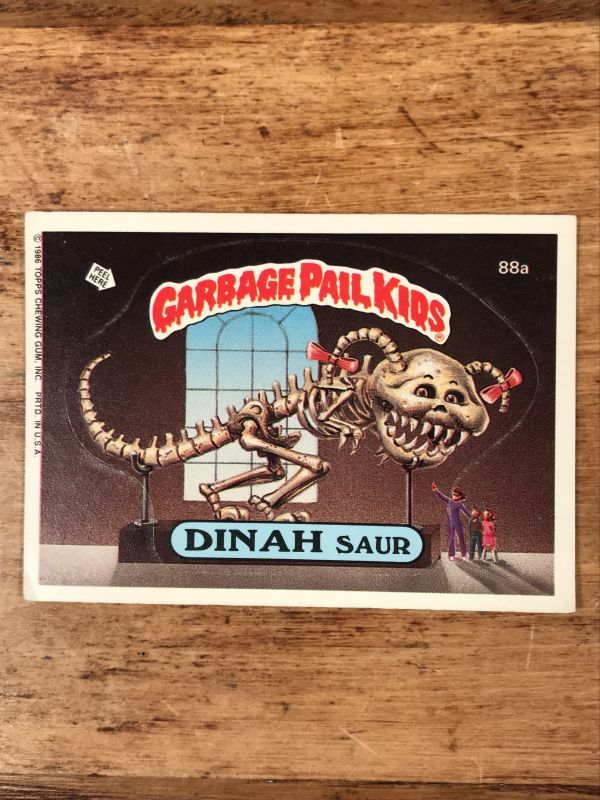 © 1986 TOPPS CHEWING GUM, INC. PRTD. IN U.S.A.
PEEL
HERE
88a
GARBAGE PAIL KIDS
®
DINAH SAUR